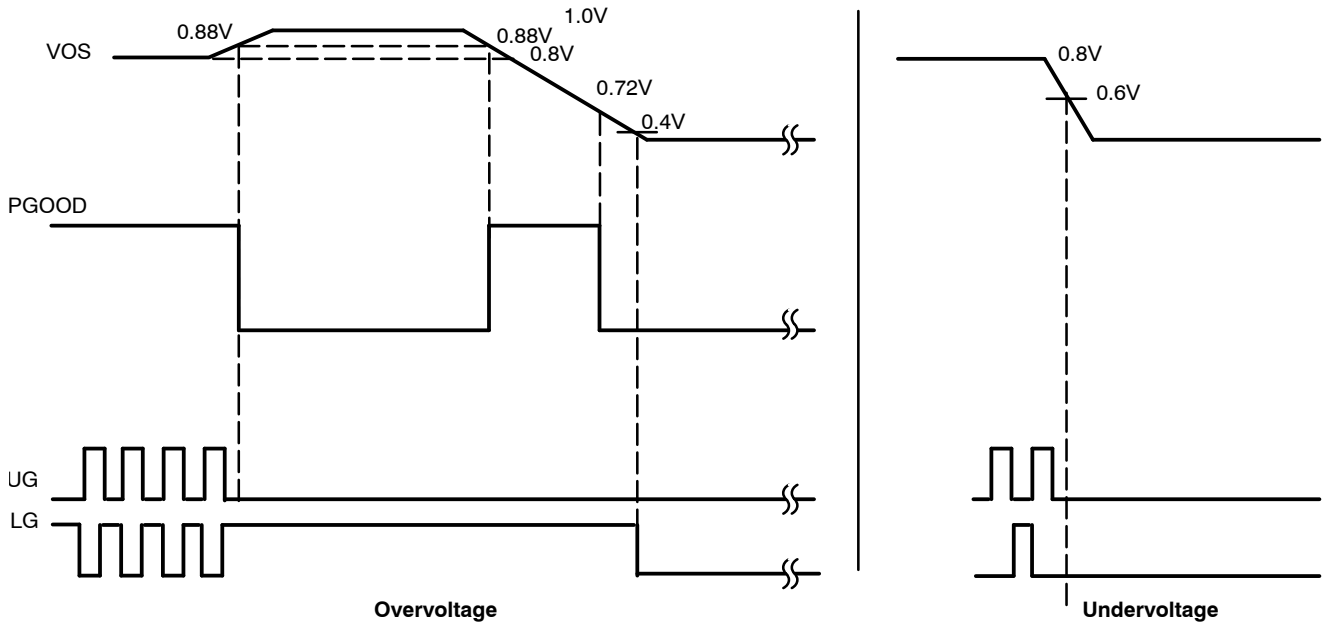 1.0V
0.88V
0.88V
VOS
0.8V
0.8V
0.72V
0.6V
0.4V
PGOOD
UG
LG
Overvoltage
Undervoltage